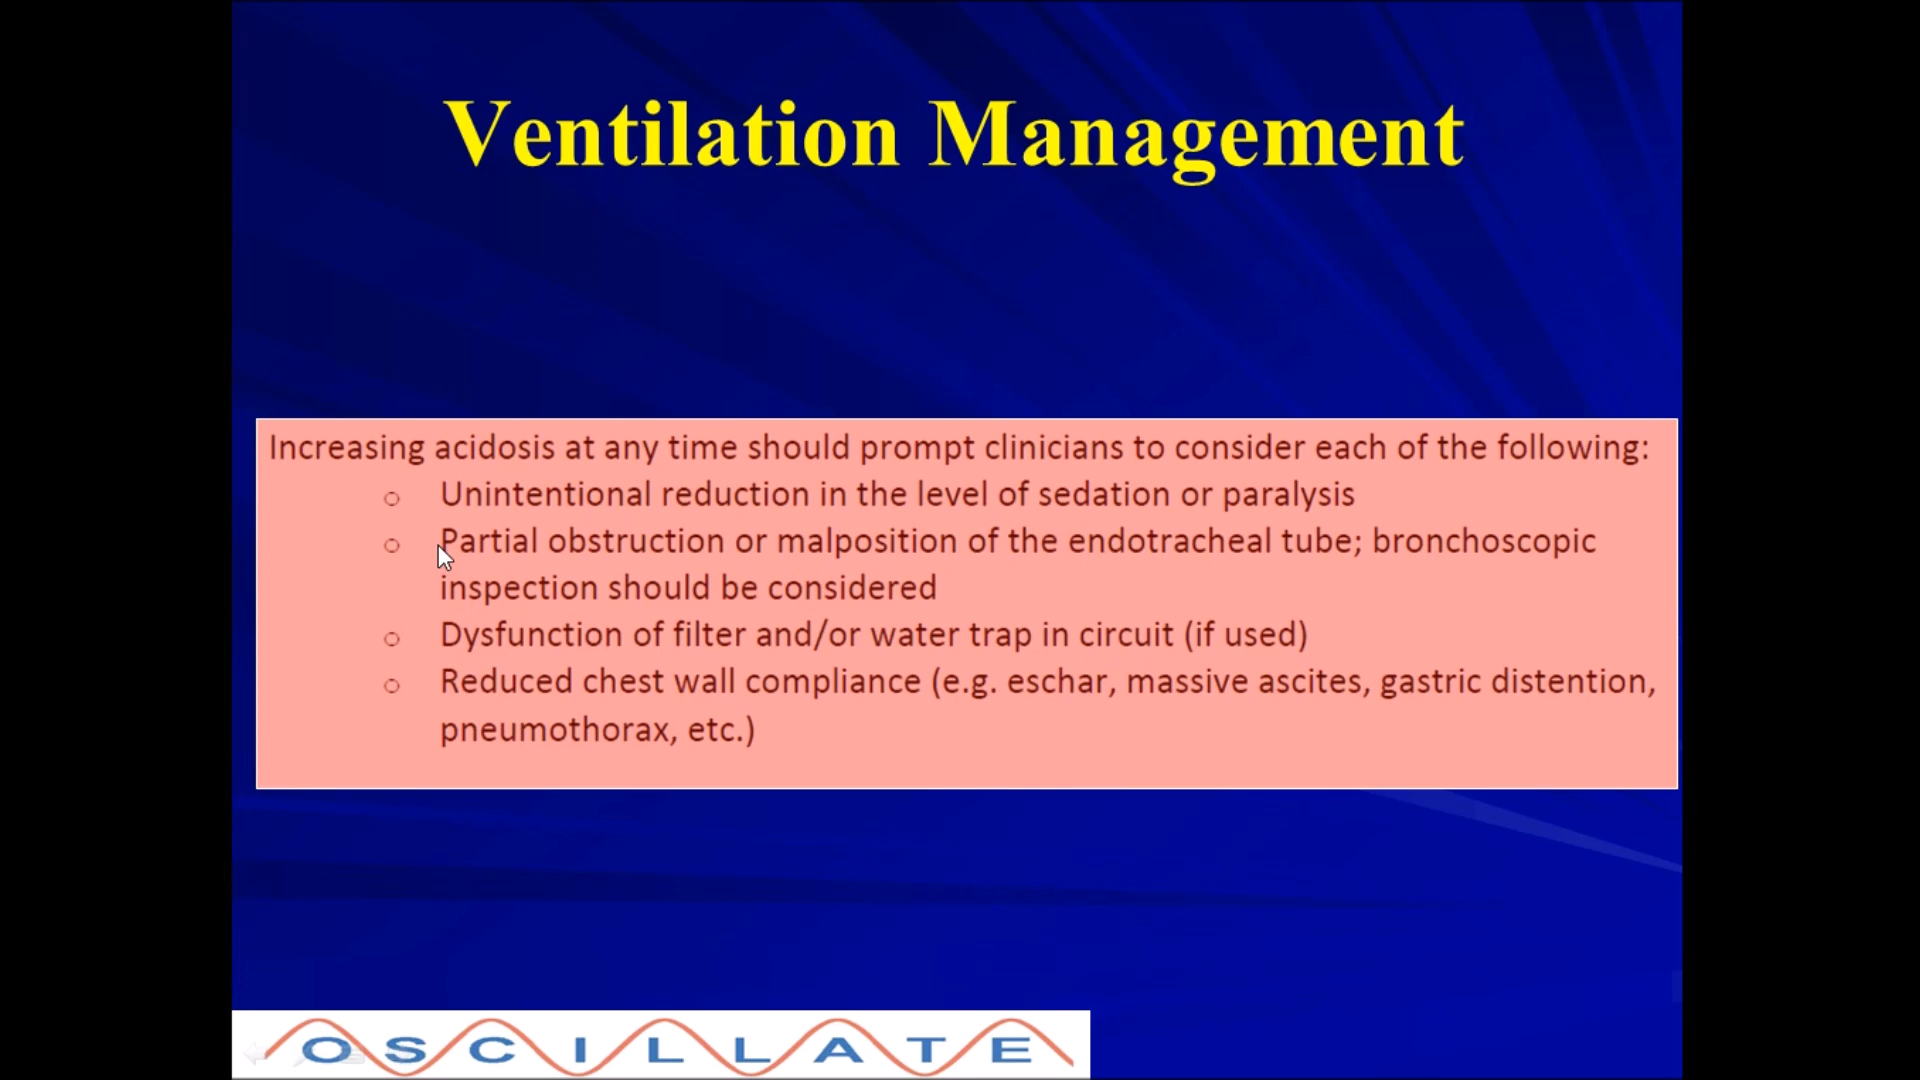 Ventilation Management
Increasing acidosis at any time should prompt clinicians to consider each of the following:
○ Unintentional reduction in the level of sedation or paralysis
○ Partial obstruction or malposition of the endotracheal tube; bronchoscopic
inspection should be considered
○ Dysfunction of filter and/or water trap in circuit (if used)
○ Reduced chest wall compliance (e.g. eschar, massive ascites, gastric distention,
pneumothorax, etc.)
OSCILLATE